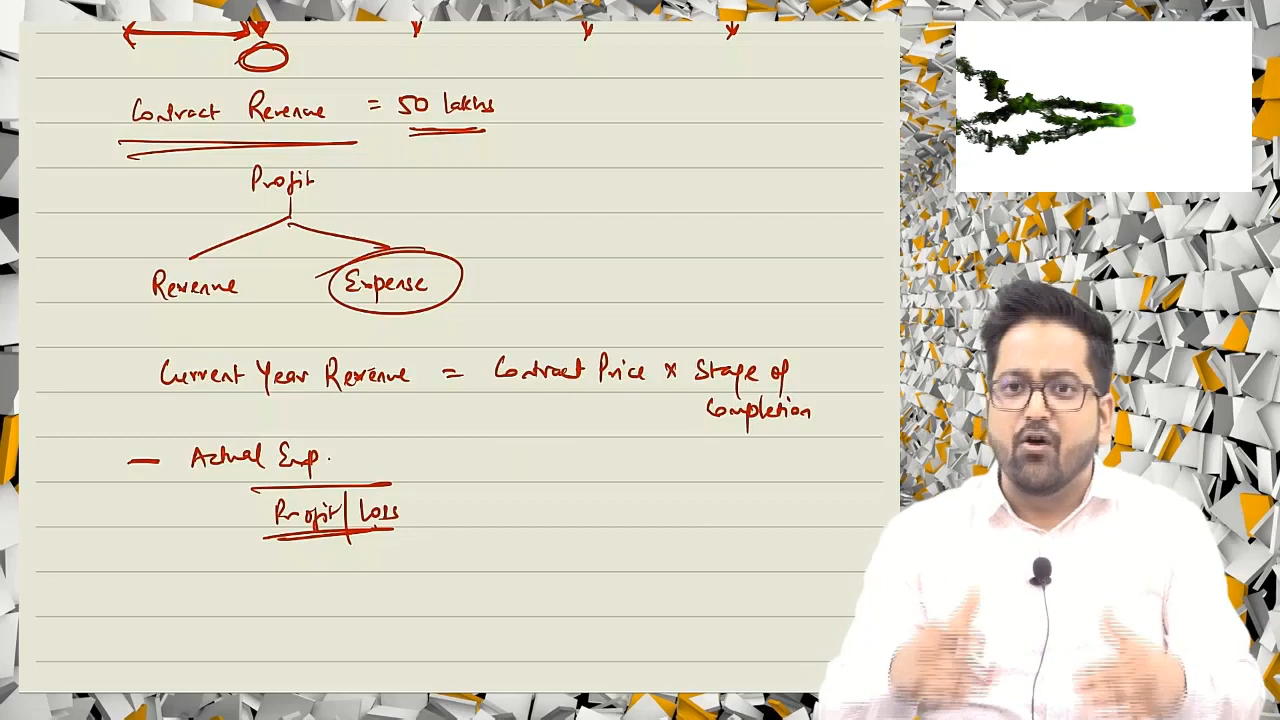 Contract Revenue = 50 lakhs
Profit
Revenue Expense
Current Year Revenue = Contract Price x Stage of
Completion
— Actual Exp.
Profit | Loss